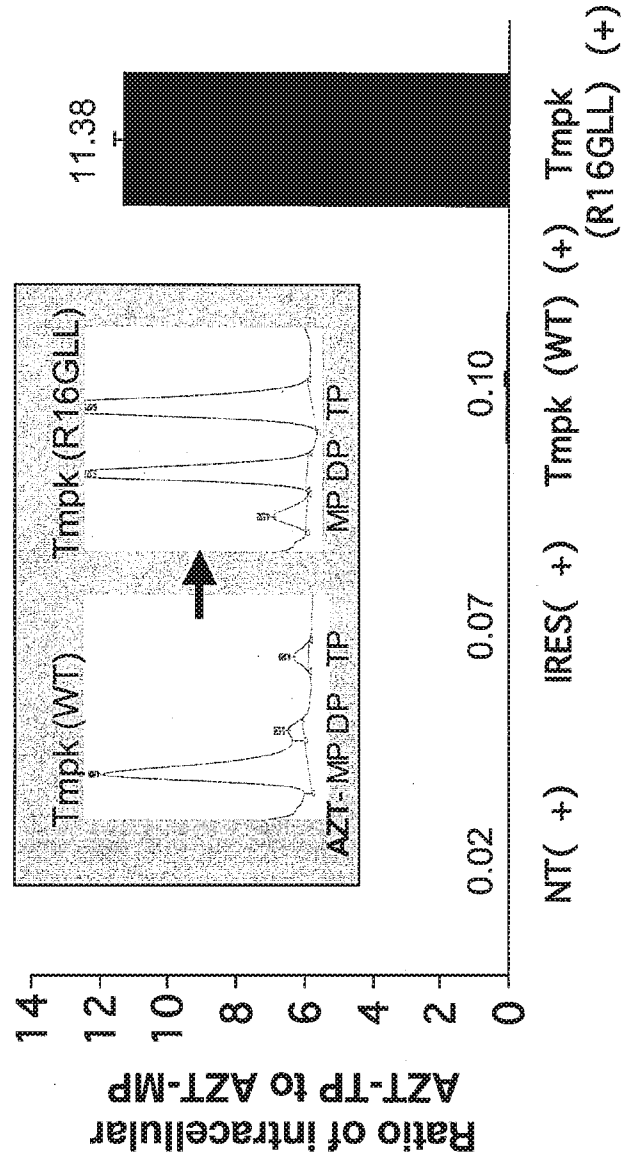 Ratio of intracellular
AZT-TP to AZT-MP
14
12
10
8
6
4
2
0
Tmpk (WT)
AZT- MP DP TP
Tmpk (R16GLL)
MP DP TP
0.02
0.07
0.10
11.38
NT( +)
IRES( +)
Tmpk (WT) (+)
Tmpk
(R16GLL) (+)